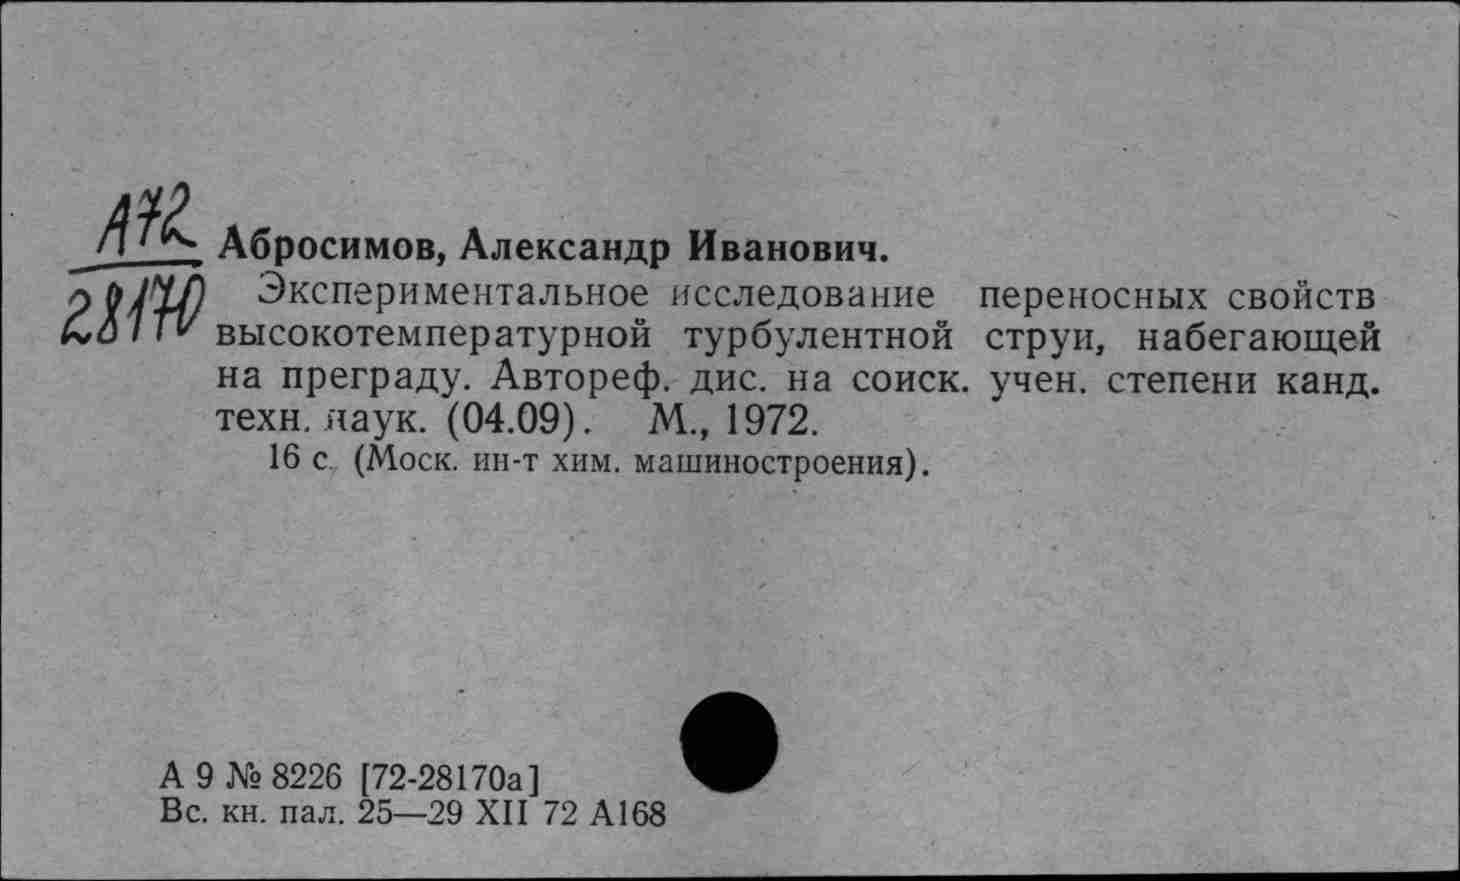 А72
28170
Абросимов, Александр Иванович.
Экспериментальное исследование переносных свойств
высокотемпературной турбулентной струи, набегающей
на преграду. Автореф. дис. на соиск. учен. степени канд.
техн. наук. (04.09). М., 1972.
16 с. (Моск. ин-т хим. машиностроения).
А 9 № 8226 [72-28170а]
Вс. кн. пал. 25—29 XII 72 А168